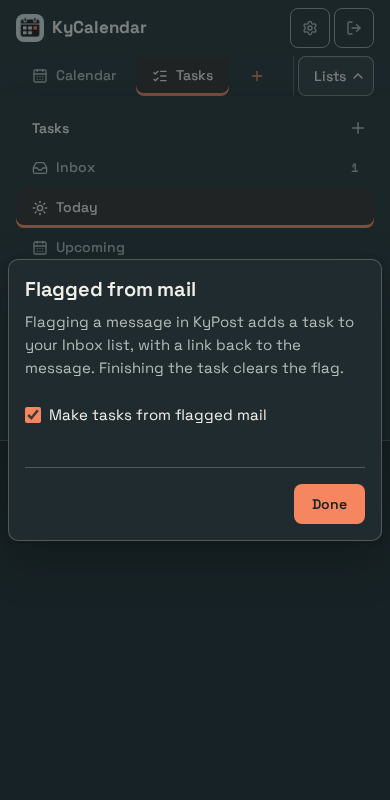 KyCalendar
Calendar
Tasks
Lists
Tasks
Inbox 1
Today
Upcoming
Flagged from mail
Flagging a message in KyPost adds a task to
your Inbox list, with a link back to the
message. Finishing the task clears the flag.
Make tasks from flagged mail
Done